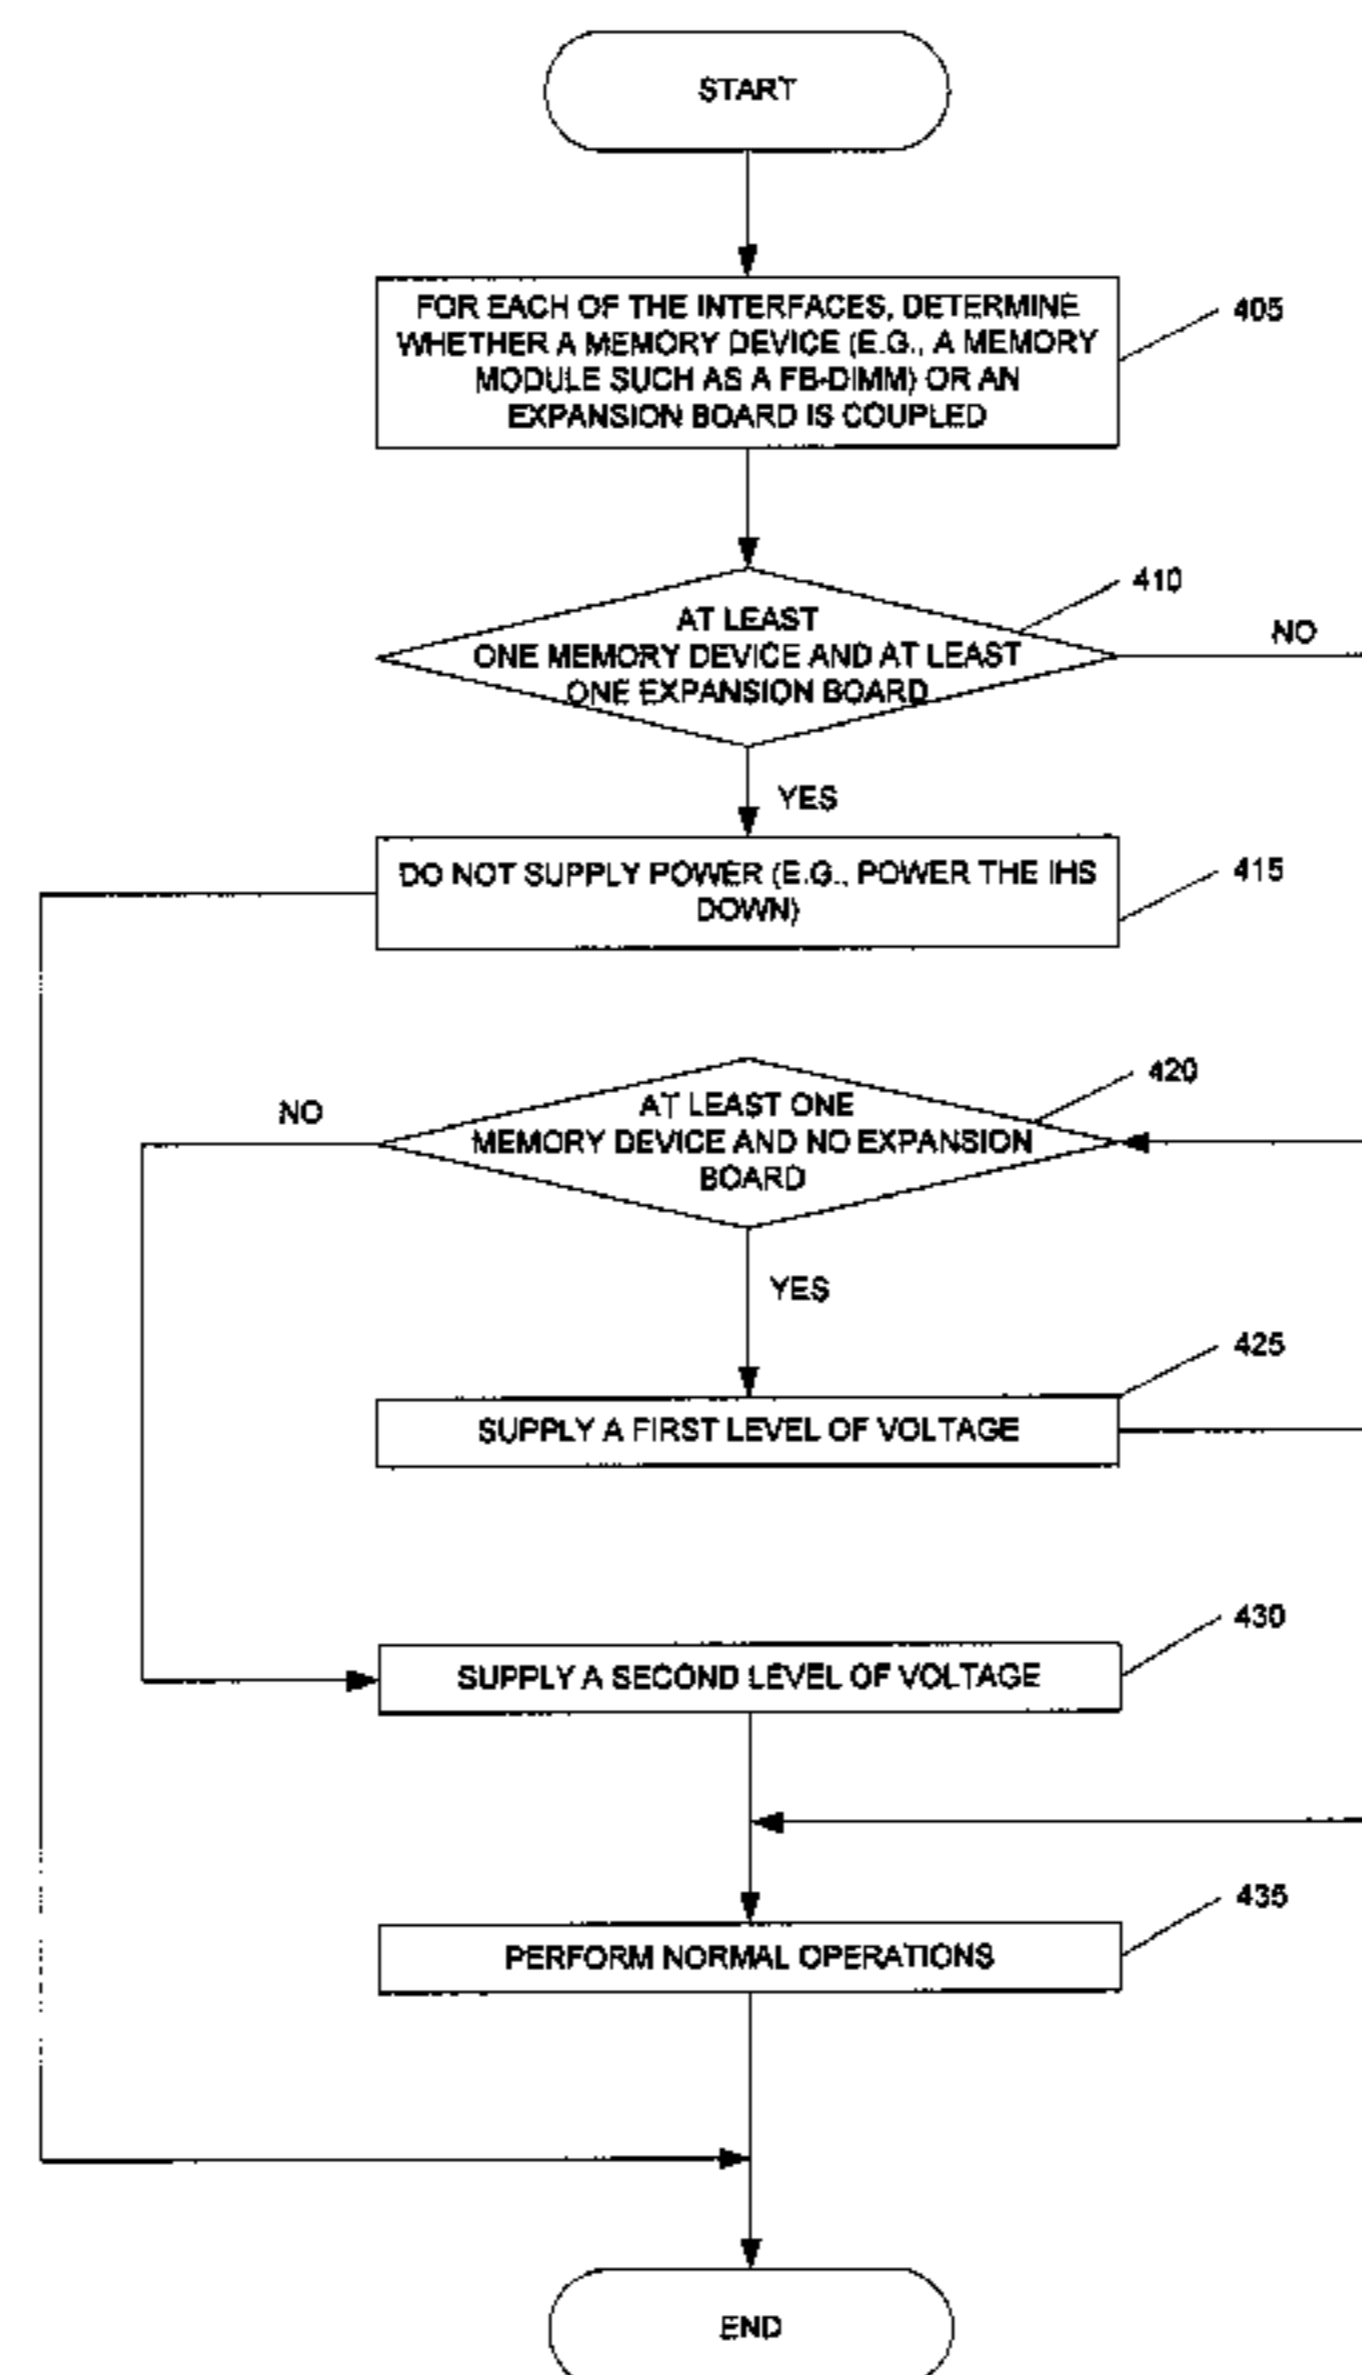 START
FOR EACH OF THE INTERFACES, DETERMINE
WHETHER A MEMORY DEVICE (E.G., A MEMORY
MODULE SUCH AS A FB-DIMM) OR AN
EXPANSION BOARD IS COUPLED
405
410
AT LEAST
ONE MEMORY DEVICE AND AT LEAST
ONE EXPANSION BOARD
NO
YES
DO NOT SUPPLY POWER (E.G., POWER THE IHS
DOWN)
415
420
NO
AT LEAST ONE
MEMORY DEVICE AND NO EXPANSION
BOARD
YES
425
SUPPLY A FIRST LEVEL OF VOLTAGE
430
SUPPLY A SECOND LEVEL OF VOLTAGE
435
PERFORM NORMAL OPERATIONS
END